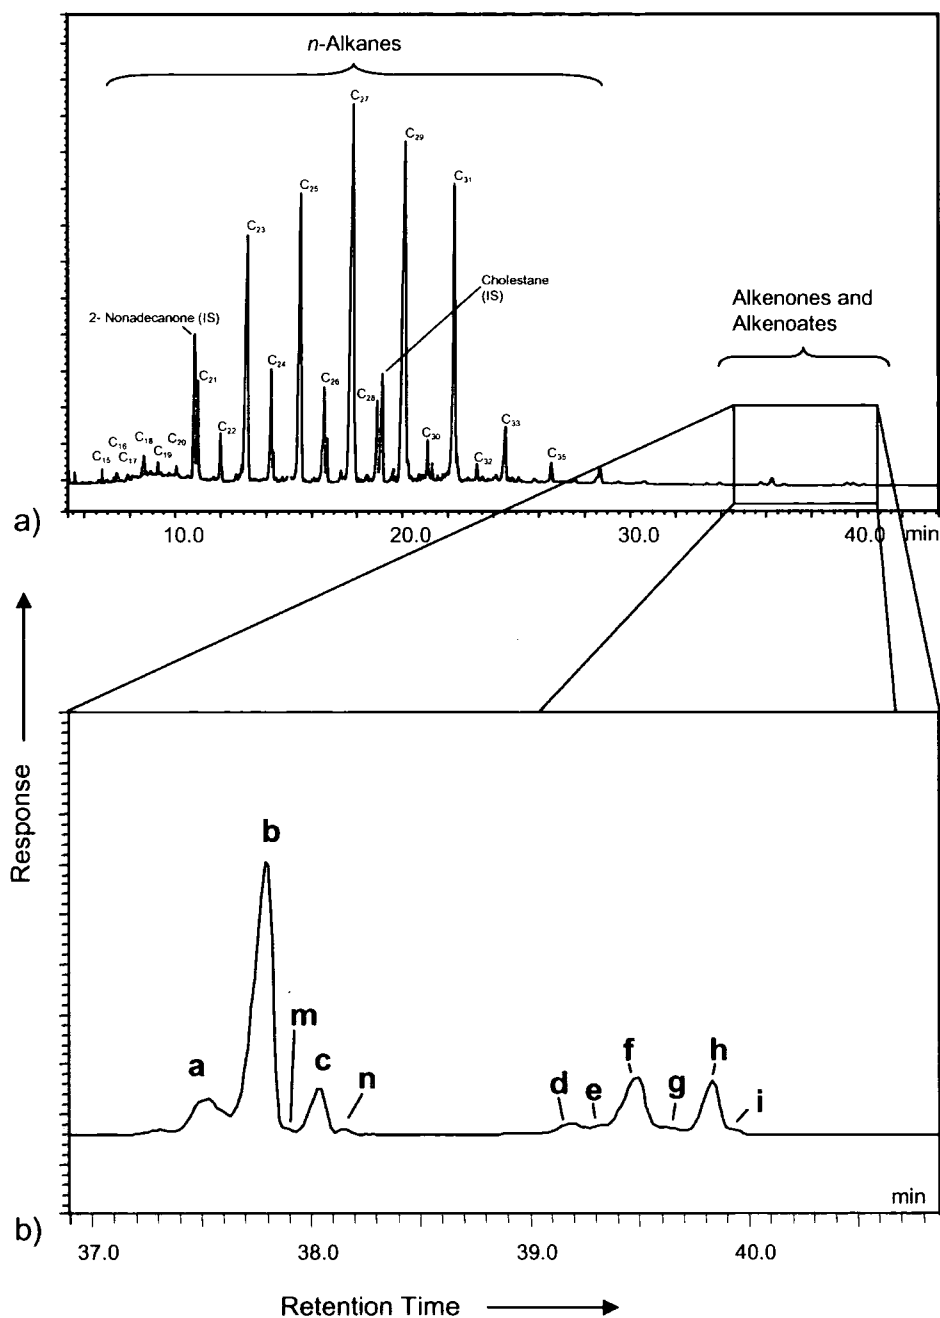 n-Alkanes
C27
C29
C31
C25
C23
Cholestane
(IS)
Alkenones and
Alkenoates
2- Nonadecanone (IS)
C21
C24
C26
C28
C33
C16
C18
C20
C22
C30
C15
C17
C19
C32
C35
a)
10.0 20.0 30.0 40.0 min
Response
b
m
a
c
n
f
h
d
e
g
i
min
b)
37.0 38.0 39.0 40.0
Retention Time